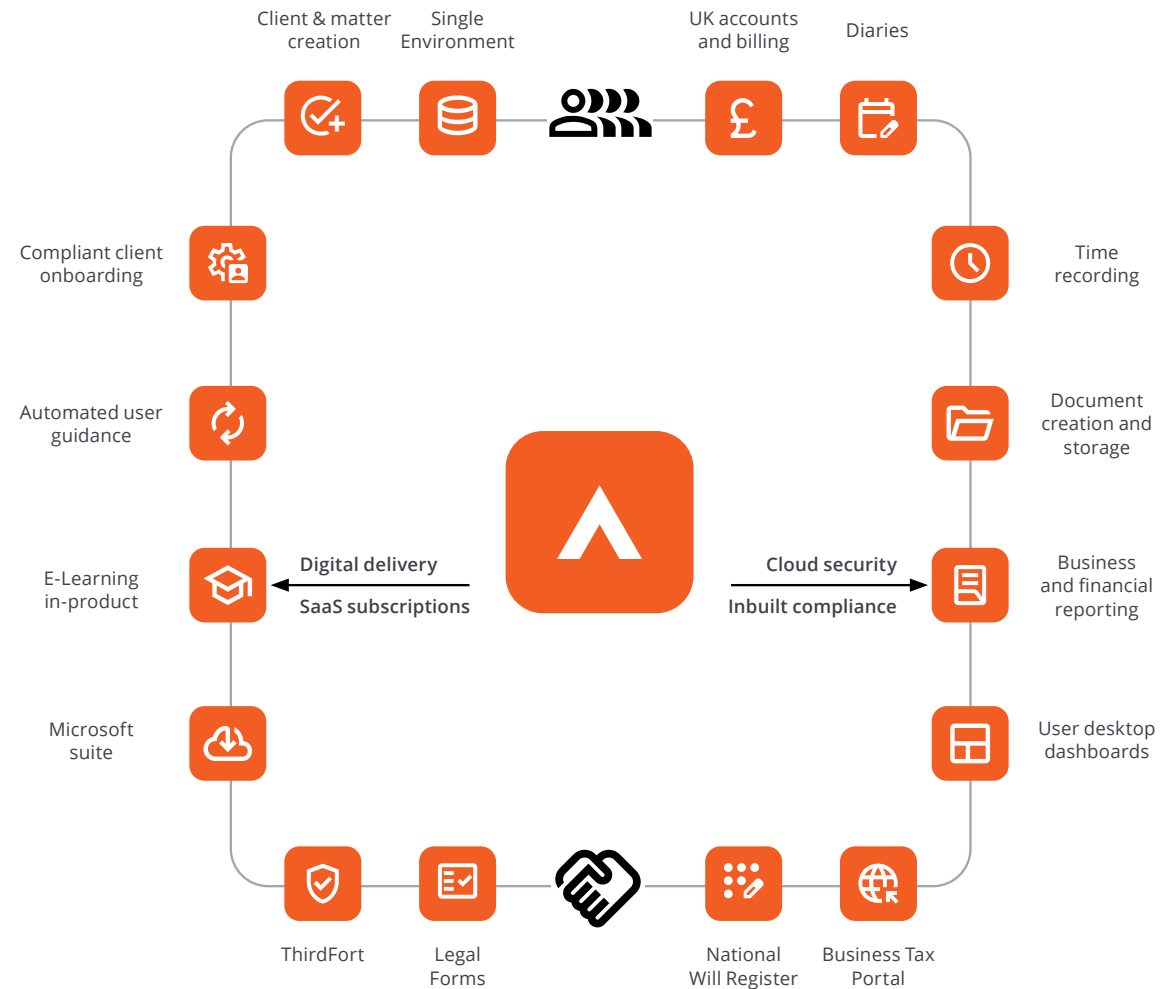 Client & matter
creation
Single
Environment
UK accounts
and billing
Diaries
Compliant client
onboarding
Time
recording
Automated user
guidance
Document
creation and
storage
E-Learning
in-product
Digital delivery
SaaS subscriptions
Cloud security
Inbuilt compliance
Business
and financial
reporting
Microsoft
suite
User desktop
dashboards
ThirdFort
Legal
Forms
National
Will Register
Business Tax
Portal